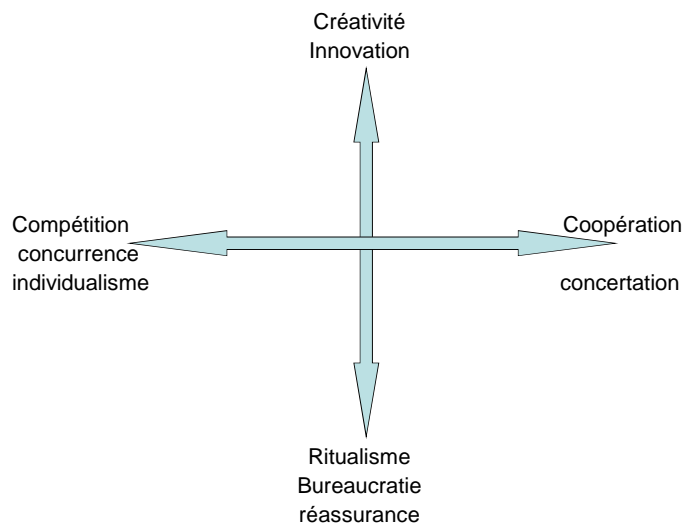 Créativité
Innovation
Compétition
concurrence
individualisme
Coopération
concertation
Ritualisme
Bureaucratie
réassurance